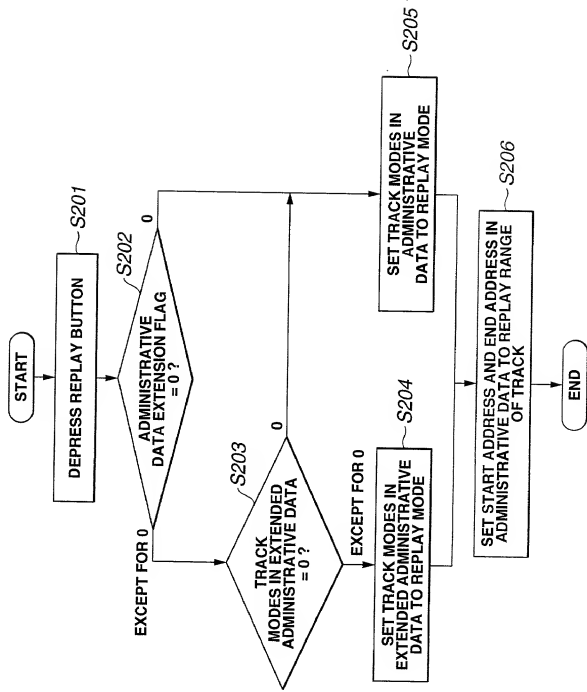 START
DEPRESS REPLAY BUTTON
S201
S202
ADMINISTRATIVE
DATA EXTENSION FLAG
= 0 ?
EXCEPT FOR 0
0
S203
TRACK
MODES IN EXTENDED
ADMINISTRATIVE DATA
= 0 ?
0
EXCEPT FOR 0
S204
SET TRACK MODES IN
EXTENDED ADMINISTRATIVE
DATA TO REPLAY MODE
S205
SET TRACK MODES IN
ADMINISTRATIVE
DATA TO REPLAY MODE
S206
SET START ADDRESS AND END ADDRESS IN
ADMINISTRATIVE DATA TO REPLAY RANGE
OF TRACK
END